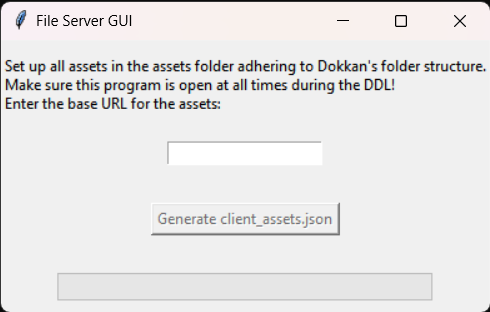 File Server GUI
Set up all assets in the assets folder adhering to Dokkan's folder structure.
Make sure this program is open at all times during the DDL!
Enter the base URL for the assets:
Generate client_assets.json